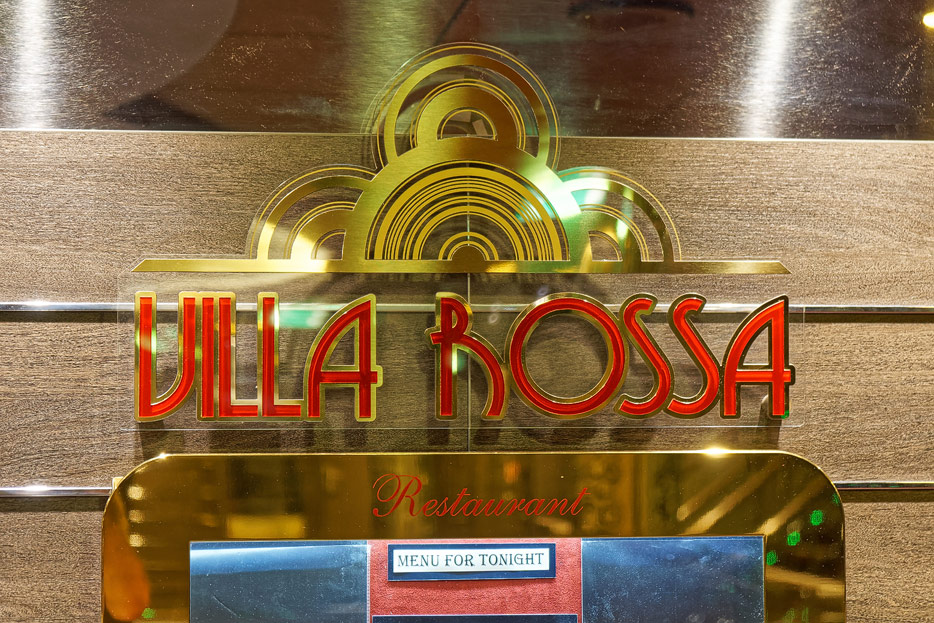 VILLA ROSSA
Restaurant
MENU FOR TONIGHT